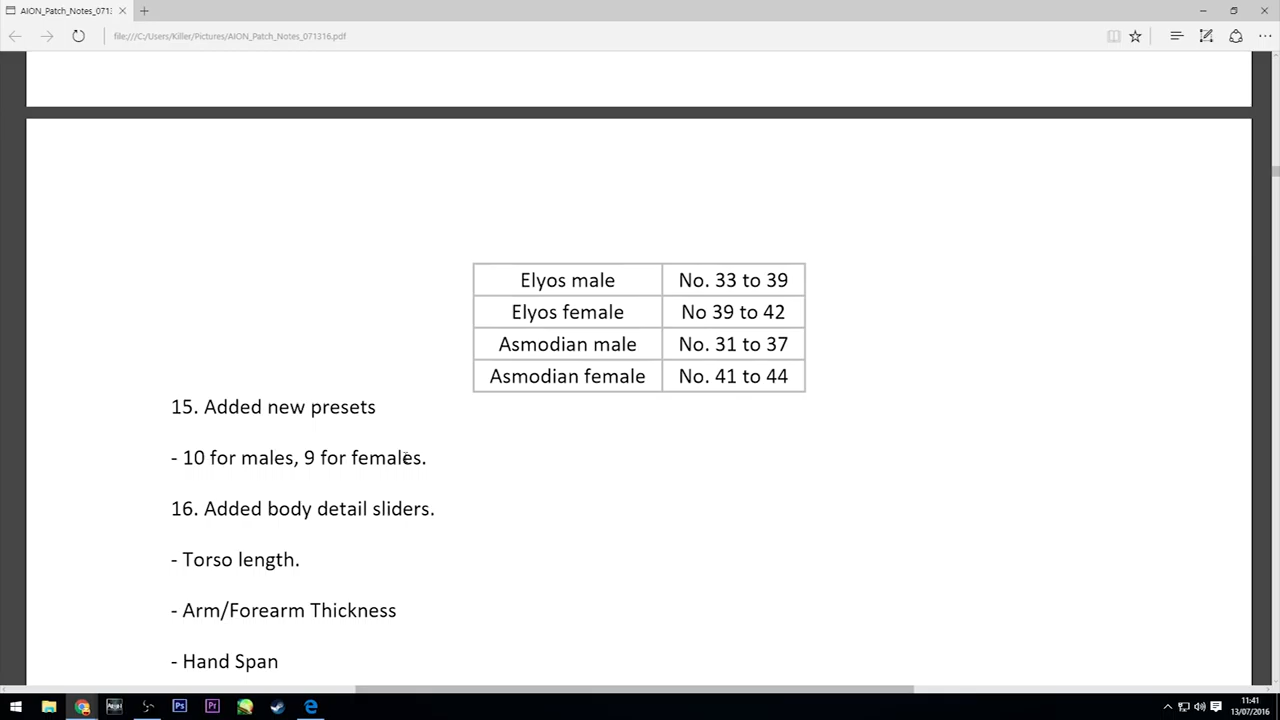 AION_Patch_Notes_071:
file:///C:/Users/Killer/Pictures/AION_Patch_Notes_071316.pdf
Elyos male No. 33 to 39
Elyos female No 39 to 42
Asmodian male No. 31 to 37
Asmodian female No. 41 to 44
15. Added new presets
- 10 for males, 9 for females.
16. Added body detail sliders.
- Torso length.
- Arm/Forearm Thickness
- Hand Span
Ps Pr
11:41
13/07/2016